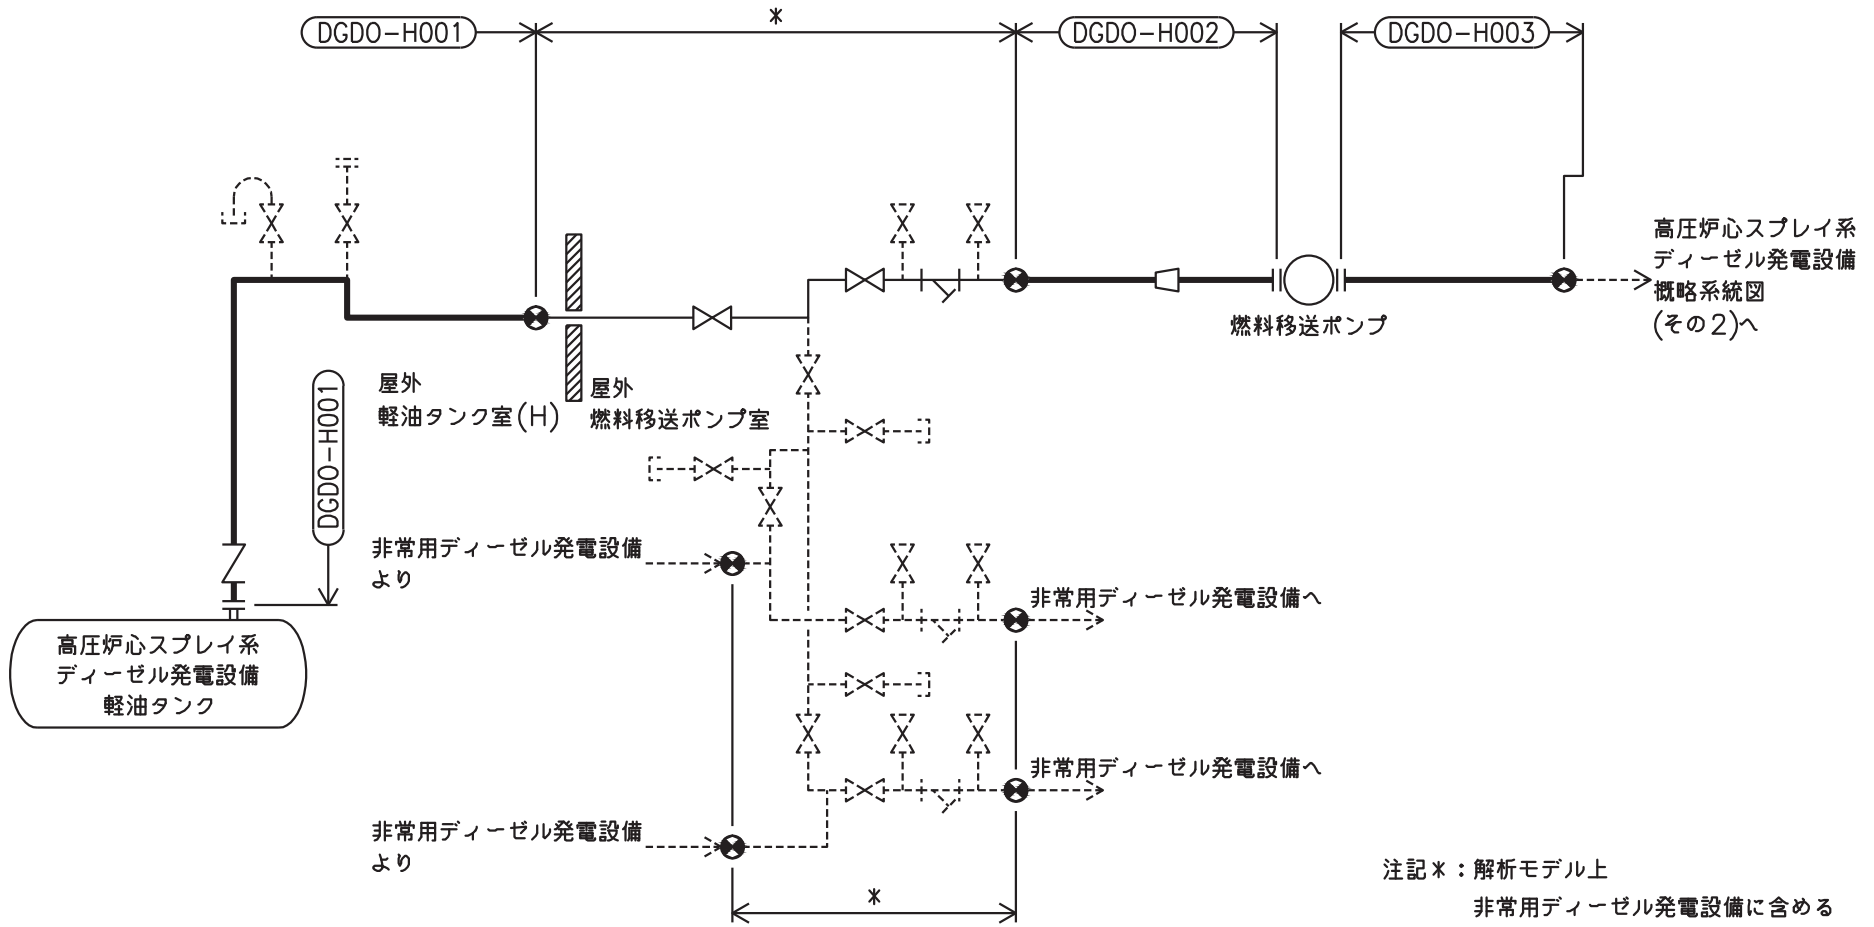 DGDO-H001
*
DGDO-H002
DGDO-H003
高圧炉心スプレイ系
ディーゼル発電設備
概略系統図
(その2)へ
燃料移送ポンプ
屋外
軽油タンク室(H)
屋外
燃料移送ポンプ室
DGDO-H001
非常用ディーゼル発電設備
より
非常用ディーゼル発電設備へ
高圧炉心スプレイ系
ディーゼル発電設備
軽油タンク
非常用ディーゼル発電設備へ
非常用ディーゼル発電設備
より
*
注記*:解析モデル上
非常用ディーゼル発電設備に含める